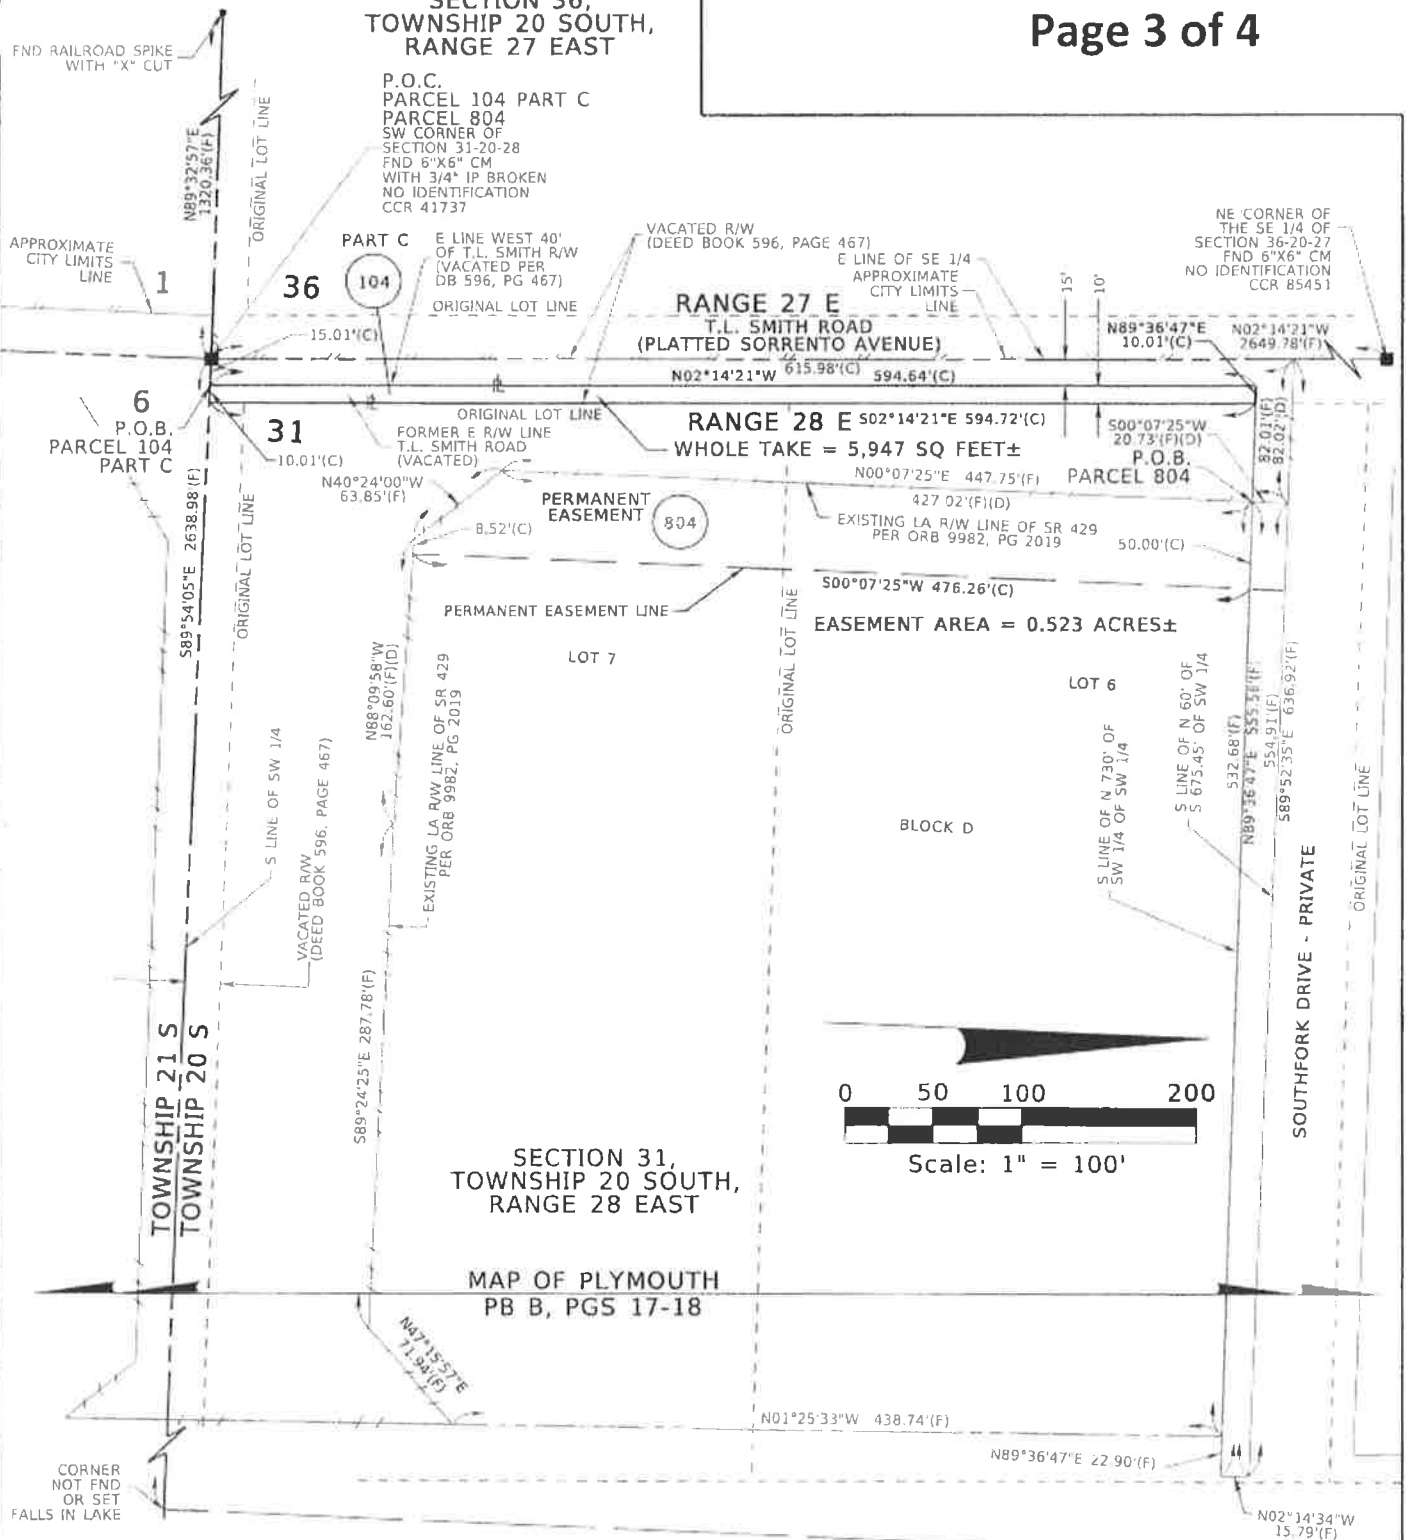 SECTION 36,
TOWNSHIP 20 SOUTH,
RANGE 27 EAST
Page 3 of 4
FND RAILROAD SPIKE
WITH "X" CUT
P.O.C.
PARCEL 104 PART C
PARCEL 804
SW CORNER OF
SECTION 31-20-28
FND 6"X6" CM
WITH 3/4" IP BROKEN
NO IDENTIFICATION
CCR 41737
N89°32'57"E
1320.36'(F)
ORIGINAL LOT LINE
APPROXIMATE
CITY LIMITS
LINE
1
36
PART C
104
E LINE WEST 40'
OF T.L. SMITH R/W
(VACATED PER
DB 596, PG 467)
ORIGINAL LOT LINE
VACATED R/W
(DEED BOOK 596, PAGE 467)
E LINE OF SE 1/4
APPROXIMATE
CITY LIMITS
LINE
NE CORNER OF
THE SE 1/4 OF
SECTION 36-20-27
FND 6"X6" CM
NO IDENTIFICATION
CCR 85451
15'
10'
RANGE 27 E
T.L. SMITH ROAD
(PLATTED SORRENTO AVENUE)
15.01'(C)
N89°36'47"E
10.01'(C)
N02°14'21"W
2649.78'(F)
615.98'(C)
N02°14'21"W
594.64'(C)
6
P.O.B.
PARCEL 104
PART C
31
10.01'(C)
ORIGINAL LOT LINE
FORMER E R/W LINE
T.L. SMITH ROAD
(VACATED)
RANGE 28 E
S02°14'21"E 594.72'(C)
WHOLE TAKE = 5,947 SQ FEET±
S00°07'25"W
20.73'(F)(D)
P.O.B.
PARCEL 804
82.01'(F)
82.02'(D)
N40°24'00"W
63.85'(F)
N00°07'25"E 447.75'(F)
427.02'(F)(D)
PERMANENT
EASEMENT
804
8.52'(C)
EXISTING LA R/W LINE OF SR 429
PER ORB 9982, PG 2019
50.00'(C)
S00°07'25"W 476.26'(C)
PERMANENT EASEMENT LINE
EASEMENT AREA = 0.523 ACRES±
S89°54'05"E 2638.98'(F)
ORIGINAL LOT LINE
LOT 7
ORIGINAL LOT LINE
LOT 6
N88°09'58"W
162.60'(F)(D)
EXISTING LA R/W LINE OF SR 429
PER ORB 9982, PG 2019
S LINE OF SW 1/4
VACATED R/W
(DEED BOOK 596, PAGE 467)
BLOCK D
S LINE OF N 730' OF
SW 1/4 OF SW 1/4
S LINE OF N 60' OF
S 675.45' OF SW 1/4
532.68'(F)
N89°36'47"E 555.58'(F)
554.91'(F)
S89°52'35"E 636.92'(F)
SOUTHFORK DRIVE - PRIVATE
ORIGINAL LOT LINE
S89°24'25"E 287.78'(F)
TOWNSHIP 21 S
TOWNSHIP 20 S
0 50 100 200
Scale: 1" = 100'
SECTION 31,
TOWNSHIP 20 SOUTH,
RANGE 28 EAST
MAP OF PLYMOUTH
PB B, PGS 17-18
N47°15'57"E
71.94'(F)
N01°25'33"W 438.74'(F)
N89°36'47"E 22.90'(F)
CORNER
NOT FND
OR SET
FALLS IN LAKE
N02°14'34"W
15.79'(F)